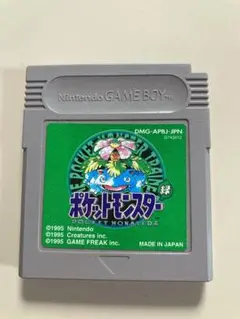 Nintendo GAME BOY
DMG-APBJ-JPN
緑
ポケットモンスター
POCKET MONSTERS
©1995 Nintendo
©1995 Creatures inc.
©1995 GAME FREAK inc.
MADE IN JAPAN